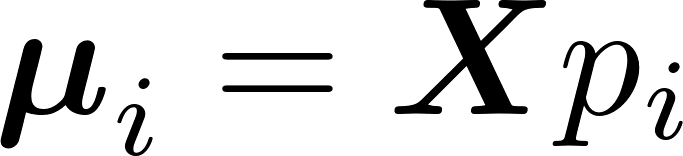 𝝁ᵢ = 𝑿pᵢ